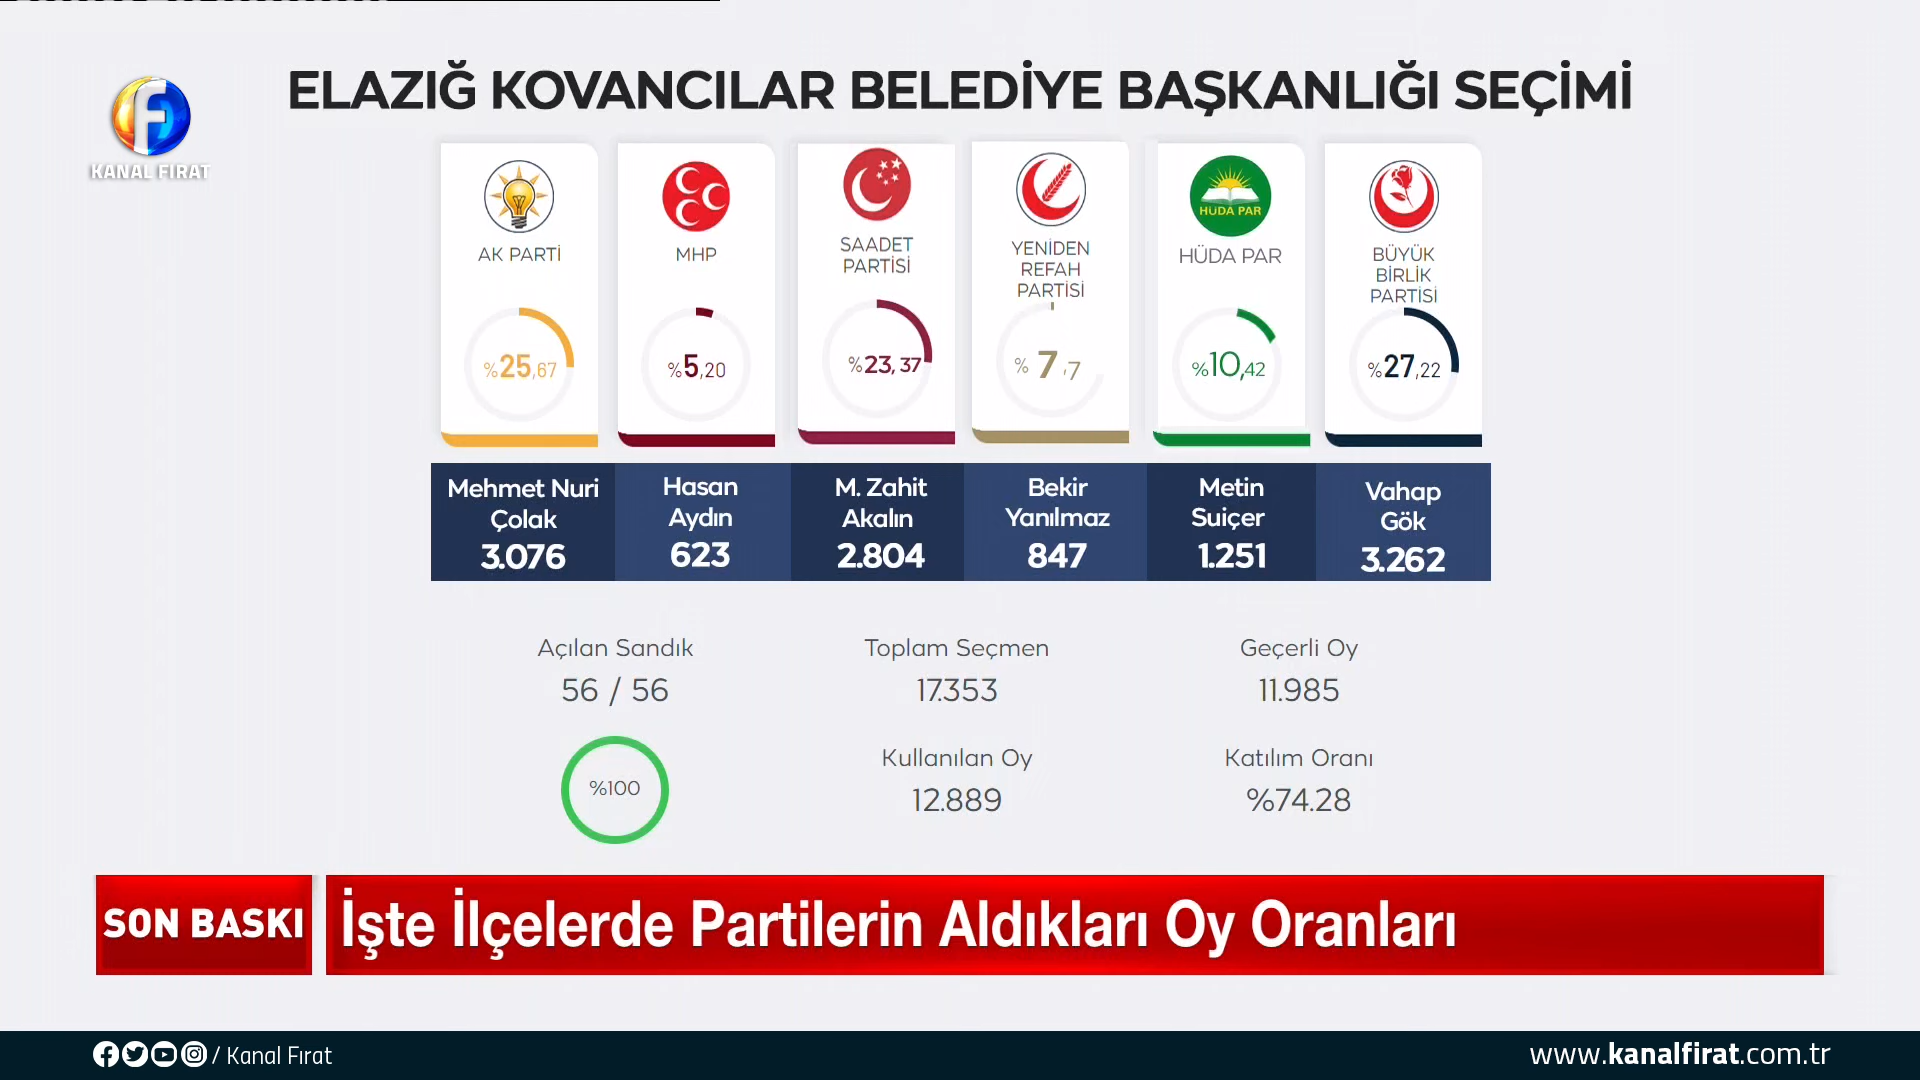 ELAZIĞ KOVANCILAR BELEDİYE BAŞKANLIĞI SEÇİMİ
KANAL FIRAT
AK PARTİ
%25,67
MHP
%5,20
SAADET
PARTİSİ
%23,37
YENİDEN
REFAH
PARTİSİ
% 7,7
HÜDA PAR
HÜDA PAR
%10,42
BÜYÜK
BİRLİK
PARTİSİ
%27,22
Mehmet Nuri
Çolak
3.076
Hasan
Aydın
623
M. Zahit
Akalın
2.804
Bekir
Yanılmaz
847
Metin
Suiçer
1.251
Vahap
Gök
3.262
Açılan Sandık
56 / 56
%100
Toplam Seçmen
17.353
Geçerli Oy
11.985
Kullanılan Oy
12.889
Katılım Oranı
%74.28
SON BASKI
İşte İlçelerde Partilerin Aldıkları Oy Oranları
/ Kanal Fırat
www.kanalfirat.com.tr